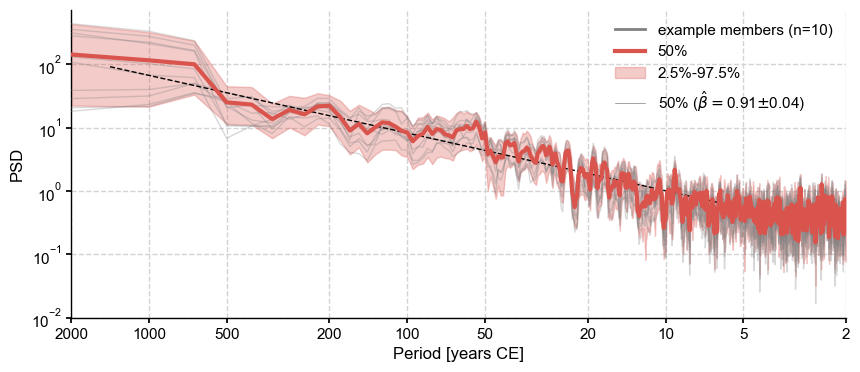 example members (n=10)
50%
2.5%-97.5%
50% (β̂ = 0.91±0.04)
PSD
10²
10¹
10⁰
10⁻¹
10⁻²
2000 1000 500 200 100 50 20 10 5 2
Period [years CE]